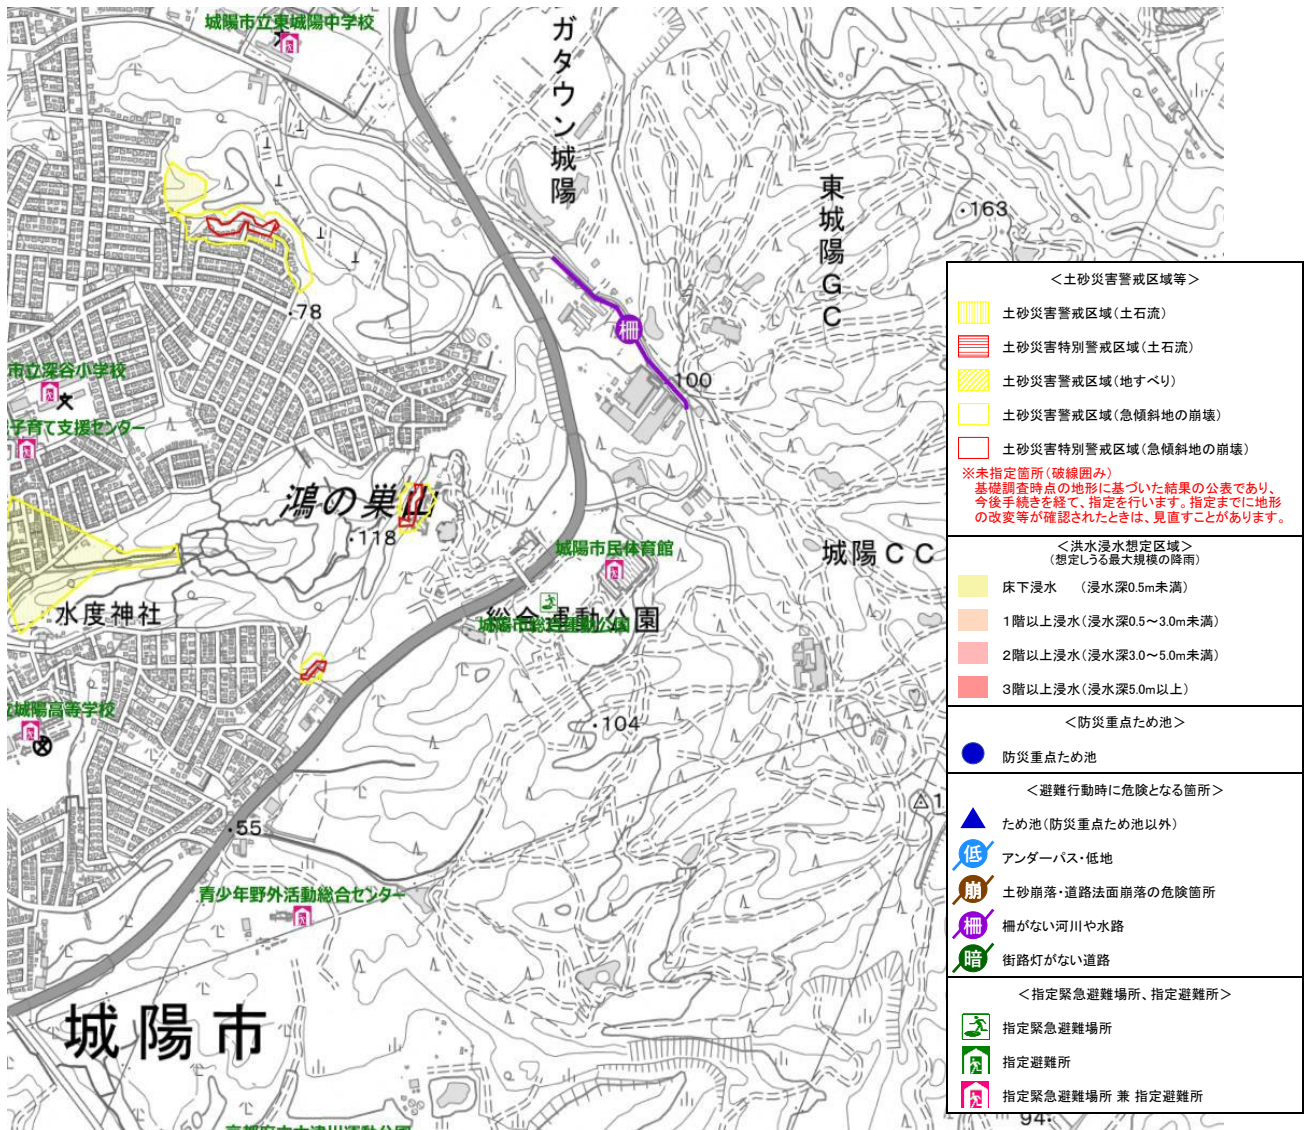 城陽市立東城陽中学校
ガタウン城陽
東城陽GC
163
78
市立深谷小学校
子育て支援センター
柵
100
鴻の巣山
118
城陽市民体育館
城陽CC
水度神社
総合運動公園
城陽市総合運動公園
城陽高等学校
104
55
青少年野外活動総合センター
城陽市
94
＜土砂災害警戒区域等＞
土砂災害警戒区域（土石流）
土砂災害特別警戒区域（土石流）
土砂災害警戒区域（地すべり）
土砂災害警戒区域（急傾斜地の崩壊）
土砂災害特別警戒区域（急傾斜地の崩壊）
※未指定箇所（破線囲み）
基礎調査時点の地形に基づいた結果の公表であり、
今後手続きを経て、指定を行います。指定までに地形
の改変等が確認されたときは、見直すことがあります。
＜洪水浸水想定区域＞
（想定しうる最大規模の降雨）
床下浸水　（浸水深0.5m未満）
１階以上浸水（浸水深0.5～3.0m未満）
２階以上浸水（浸水深3.0～5.0m未満）
３階以上浸水（浸水深5.0m以上）
＜防災重点ため池＞
防災重点ため池
＜避難行動時に危険となる箇所＞
ため池（防災重点ため池以外）
低 アンダーパス・低地
崩 土砂崩落・道路法面崩落の危険箇所
柵 柵がない河川や水路
暗 街路灯がない道路
＜指定緊急避難場所、指定避難所＞
指定緊急避難場所
指定避難所
指定緊急避難場所 兼 指定避難所